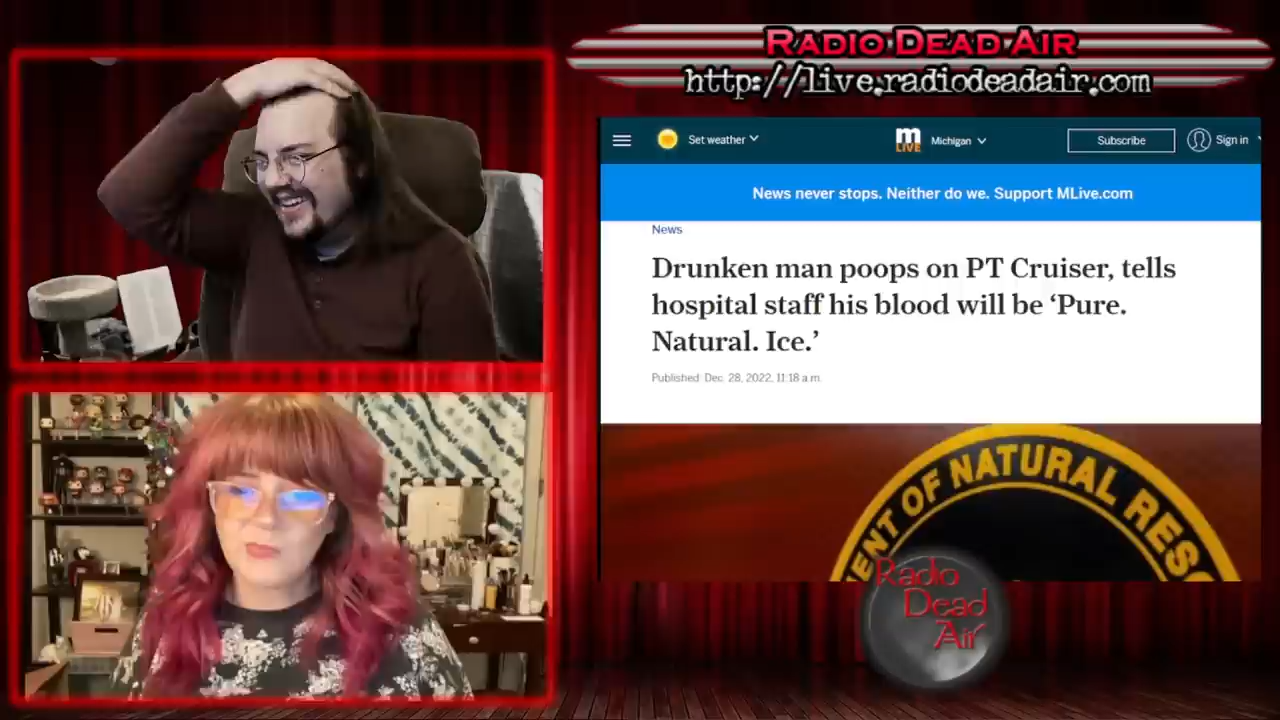 Radio Dead Air
http://live.radiodeadair.com
Set weather
M LIVE
Michigan
Subscribe
Sign in
News never stops. Neither do we. Support MLive.com
News
Drunken man poops on PT Cruiser, tells
hospital staff his blood will be ‘Pure.
Natural. Ice.’
Published: Dec. 28, 2022, 11:18 a.m.
ENT OF NATURAL RESO
Radio
Dead
Air